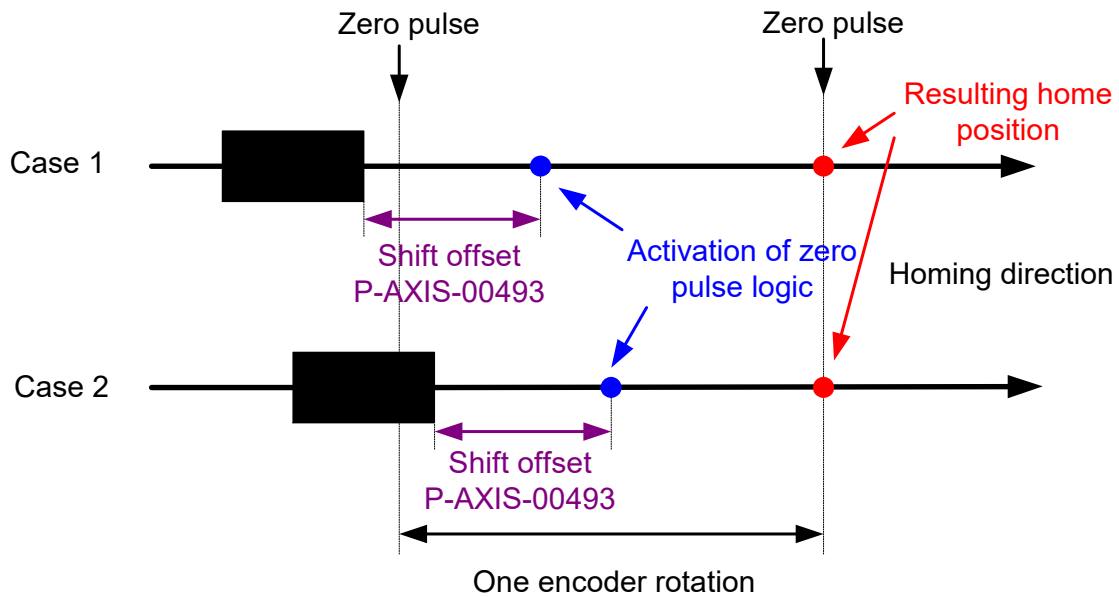 Zero pulse
Zero pulse
Resulting home
position
Case 1
Shift offset
P-AXIS-00493
Activation of zero
pulse logic
Homing direction
Case 2
Shift offset
P-AXIS-00493
One encoder rotation